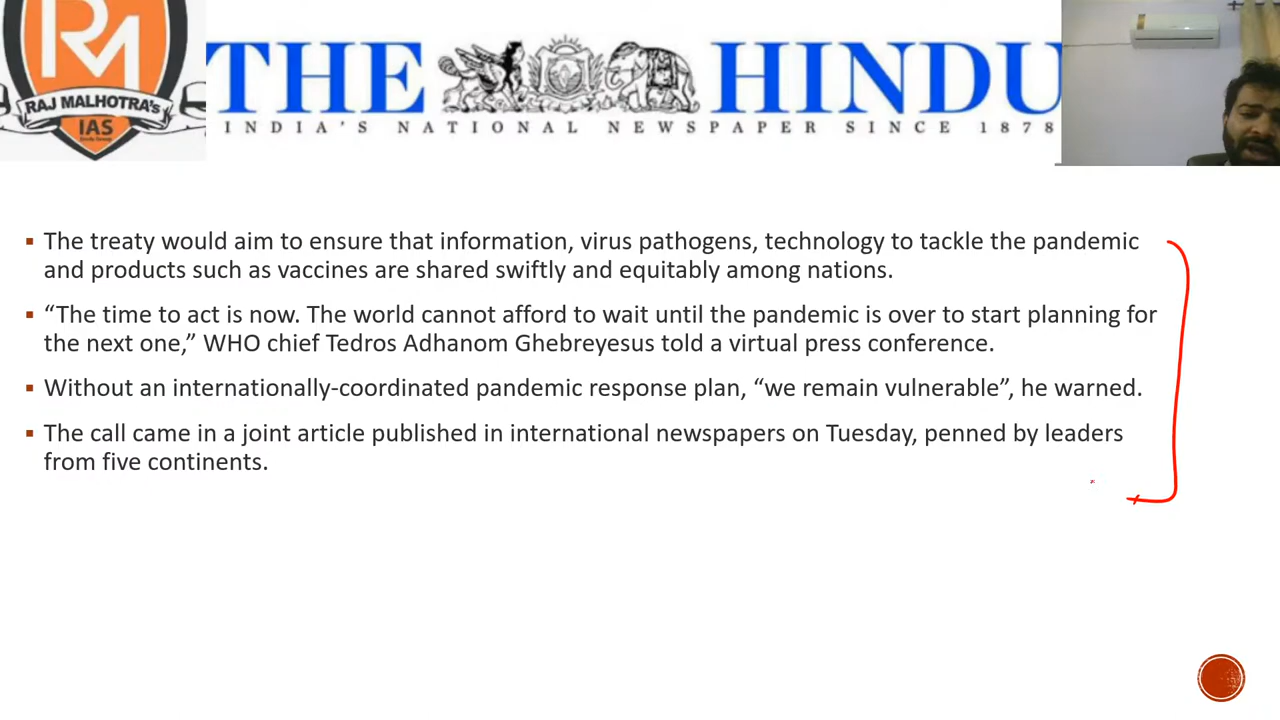 RM
RAJ MALHOTRA's
IAS
THE HINDU
INDIA'S NATIONAL NEWSPAPER SINCE 1878
▪ The treaty would aim to ensure that information, virus pathogens, technology to tackle the pandemic
and products such as vaccines are shared swiftly and equitably among nations.
▪ “The time to act is now. The world cannot afford to wait until the pandemic is over to start planning for
the next one,” WHO chief Tedros Adhanom Ghebreyesus told a virtual press conference.
▪ Without an internationally-coordinated pandemic response plan, “we remain vulnerable”, he warned.
▪ The call came in a joint article published in international newspapers on Tuesday, penned by leaders
from five continents.